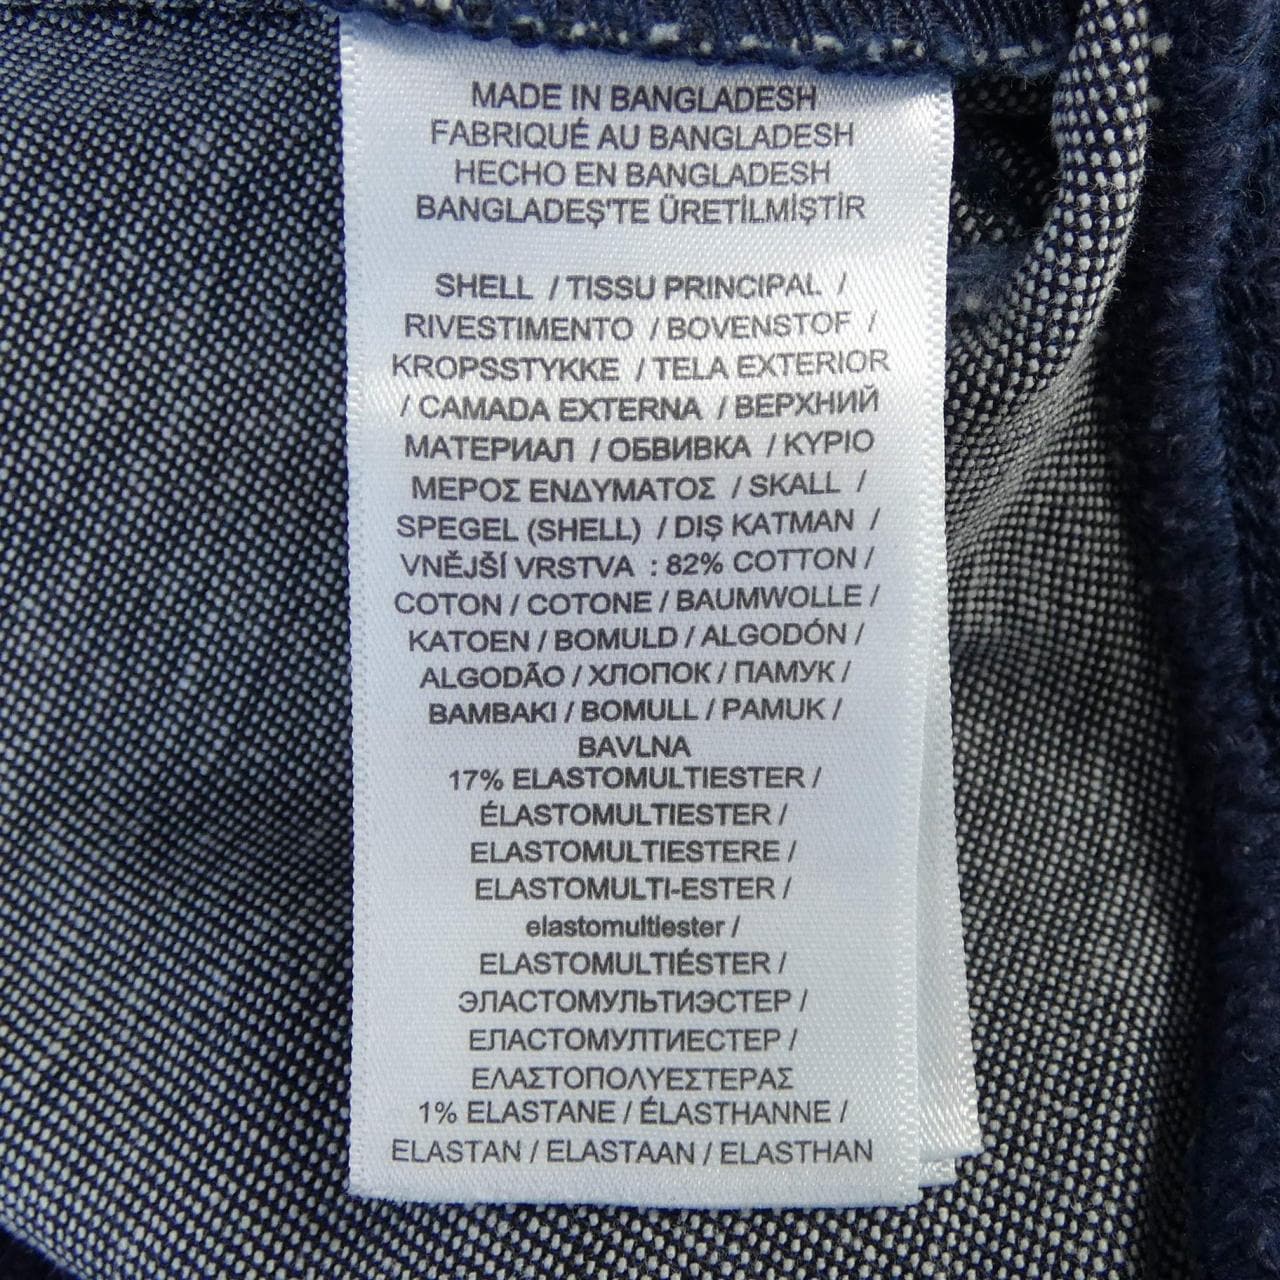 MADE IN BANGLADESH
FABRIQUÉ AU BANGLADESH
HECHO EN BANGLADESH
BANGLADEŞ'TE ÜRETİLMİŞTİR
SHELL / TISSU PRINCIPAL /
RIVESTIMENTO / BOVENSTOF /
KROPSSTYKKE / TELA EXTERIOR
/ CAMADA EXTERNA / ВЕРХНИЙ
МАТЕРИАЛ / ОБВИВКА / ΚΥΡΙΟ
ΜΕΡΟΣ ΕΝΔΥΜΑΤΟΣ / SKALL /
SPEGEL (SHELL) / DIŞ KATMAN /
VNĚJŠÍ VRSTVA : 82% COTTON /
COTON / COTONE / BAUMWOLLE /
KATOEN / BOMULD / ALGODÓN /
ALGODÃO / ХЛОПОК / ПАМУК /
ΒΑΜΒΑΚΙ / BOMULL / PAMUK /
BAVLNA
17% ELASTOMULTIESTER /
ÉLASTOMULTIESTER /
ELASTOMULTIESTERE /
ELASTOMULTI-ESTER /
elastomultiester /
ELASTOMULTIÉSTER /
ЭЛАСТОМУЛЬТИЭСТЕР /
ЕЛАСТОМУЛТИЕСТЕР /
ΕΛΑΣΤΟΠΟΛΥΕΣΤΕΡΑΣ
1% ELASTANE / ÉLASTHANNE /
ELASTAN / ELASTAAN / ELASTHAN